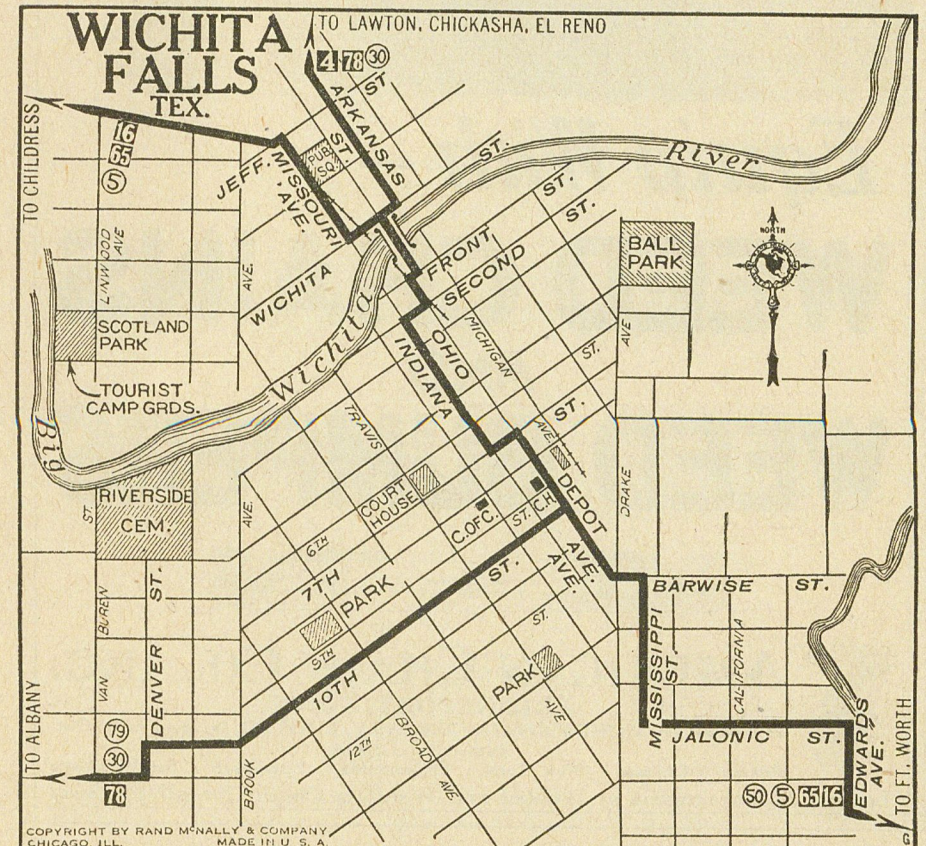 WICHITA
FALLS
TEX.
TO LAWTON, CHICKASHA, EL RENO
4 78 30
ARKANSAS
ST
ST.
TO CHILDRESS
16
65
5
PUB.
SQ.
JEFF.
ST.
MISSOURI
AVE.
River
LINWOOD
AVE
AVE.
WICHITA
FRONT
ST.
SECOND
ST.
BALL
PARK
NORTH
SCOTLAND
PARK
TOURIST
CAMP GRDS.
Big
Wichita
OHIO
INDIANA
MICHIGAN
AVE
ST.
AVE
TRAVIS
ST.
RIVERSIDE
CEM.
ST.
AVE.
COURT
HOUSE
C.OF C.
ST.
C.H.
DEPOT
AVE.
AVE.
DRAKE
6TH
7TH
ST.
PARK
9TH
10TH
ST.
BARWISE ST.
VAN BUREN
DENVER ST.
PARK
AVE
MISSISSIPPI
ST.
CALIFORNIA
TO ALBANY
79
30
78
BROOK
12TH
BROAD
AVE
JALONIC ST.
EDWARDS
AVE.
TO FT. WORTH
50 5 65 16
COPYRIGHT BY RAND McNALLY & COMPANY
CHICAGO, ILL. MADE IN U. S. A.
G